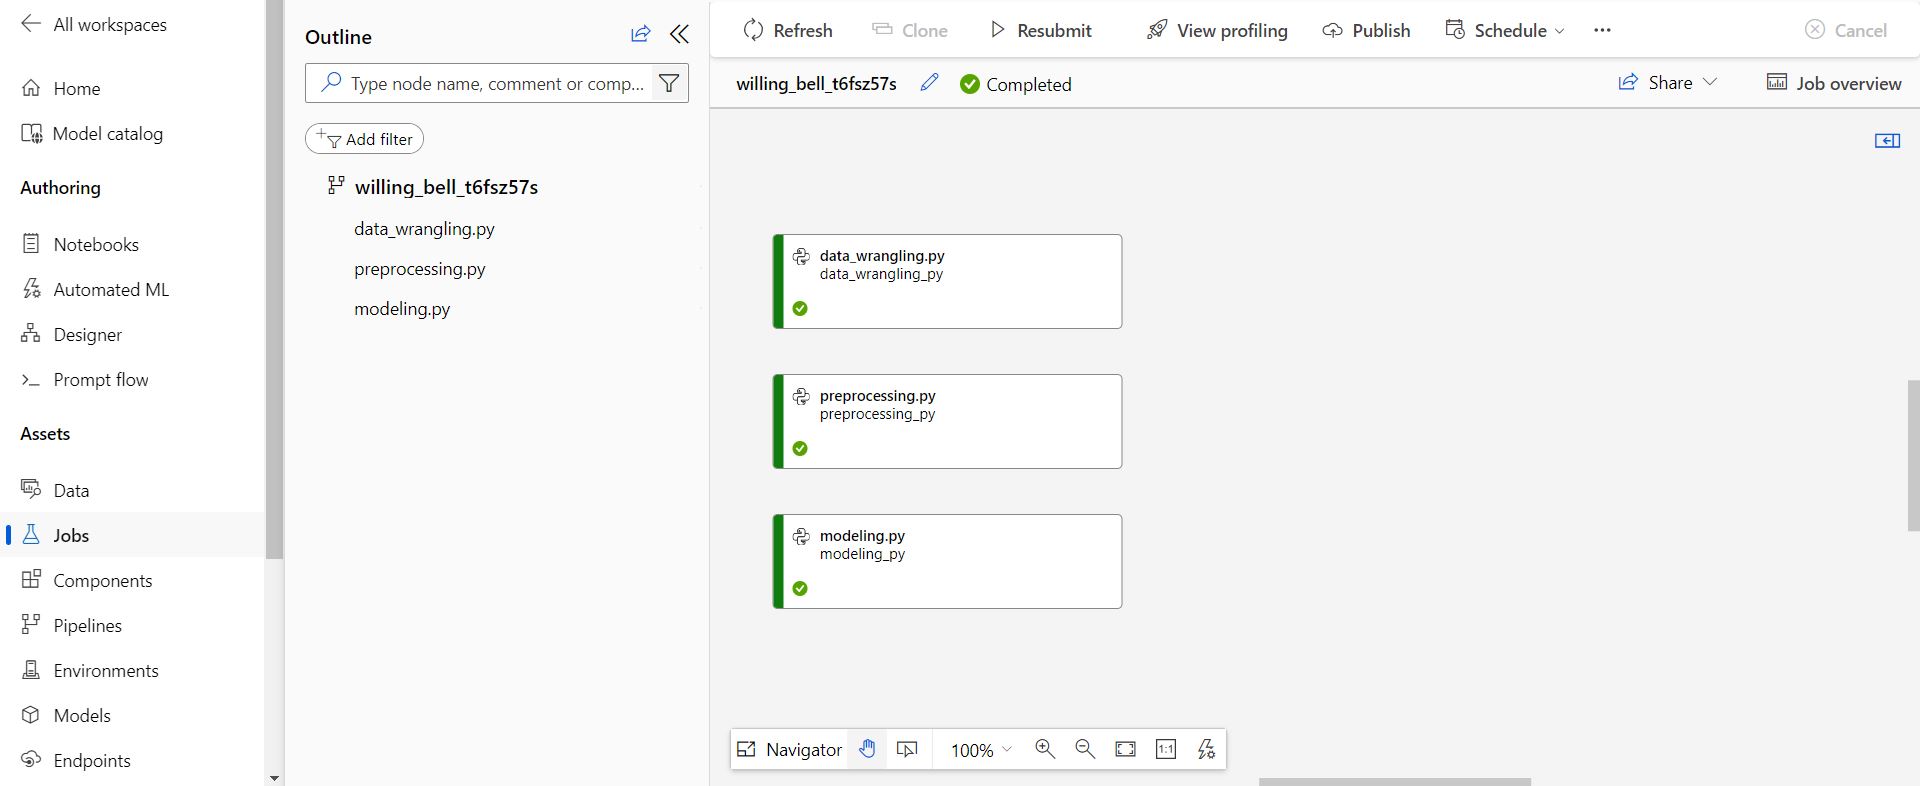 All workspaces
Home
Model catalog
Authoring
Notebooks
Automated ML
Designer
Prompt flow
Assets
Data
Jobs
Components
Pipelines
Environments
Models
Endpoints
Outline
Type node name, comment or comp...
Add filter
willing_bell_t6fsz57s
data_wrangling.py
preprocessing.py
modeling.py
Refresh Clone Resubmit View profiling Publish Schedule ... Cancel
willing_bell_t6fsz57s Completed Share Job overview
data_wrangling.py
data_wrangling_py
preprocessing.py
preprocessing_py
modeling.py
modeling_py
Navigator 100% 1:1